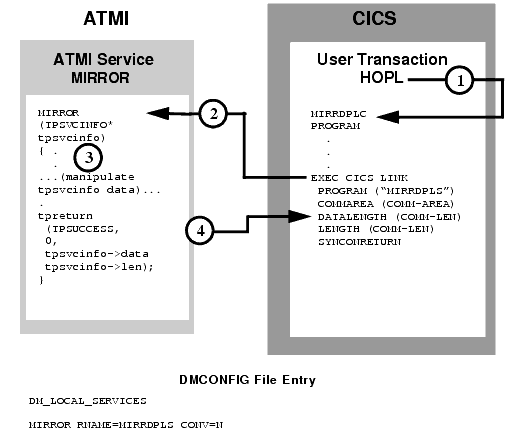 ATMI
CICS
ATMI Service
MIRROR
User Transaction
HOPL
1
MIRROR
(TPSVCINFO*
tpsvcinfo)
{ .
.
...(manipulate
tpsvcinfo data)...
.
tpreturn
(TPSUCCESS,
0,
tpsvcinfo->data
tpsvcinfo->len);
}
2
3
4
MIRRDPLC
PROGRAM
.
.
.
EXEC CICS LINK
PROGRAM ("MIRRDPLS")
COMMAREA (COMM-AREA)
DATALENGTH (COMM-LEN)
LENGTH (COMM-LEN)
SYNCONRETURN
DMCONFIG File Entry
DM_LOCAL_SERVICES
MIRROR RNAME=MIRRDPLS CONV=N